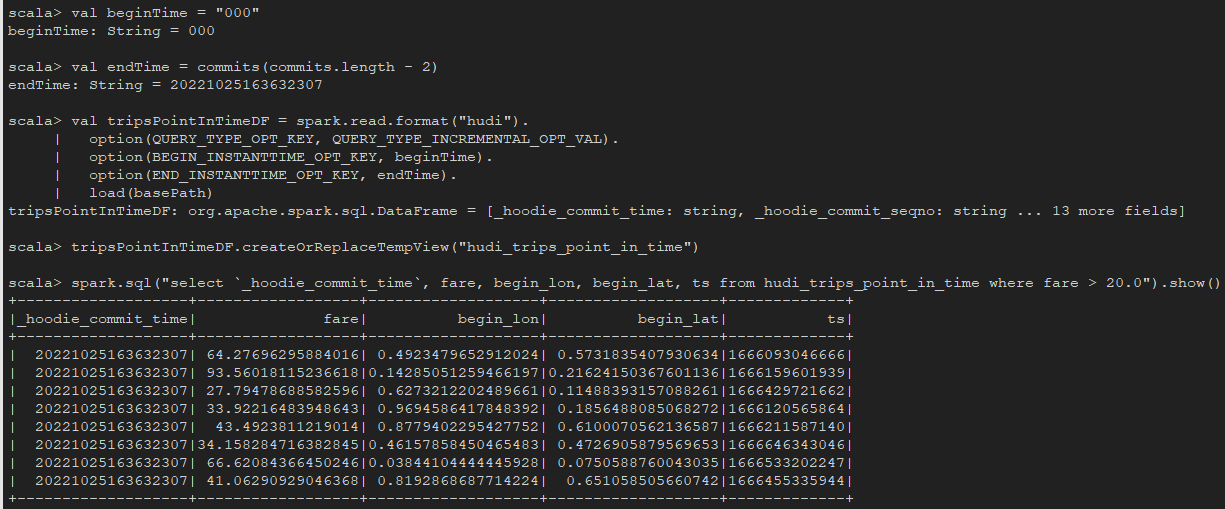 scala> val beginTime = "000"
beginTime: String = 000
scala> val endTime = commits(commits.length - 2)
endTime: String = 20221025163632307
scala> val tripsPointInTimeDF = spark.read.format("hudi").
     |   option(QUERY_TYPE_OPT_KEY, QUERY_TYPE_INCREMENTAL_OPT_VAL).
     |   option(BEGIN_INSTANTTIME_OPT_KEY, beginTime).
     |   option(END_INSTANTTIME_OPT_KEY, endTime).
     |   load(basePath)
tripsPointInTimeDF: org.apache.spark.sql.DataFrame = [_hoodie_commit_time: string, _hoodie_commit_seqno: string ... 13 more fields]
scala> tripsPointInTimeDF.createOrReplaceTempView("hudi_trips_point_in_time")
scala> spark.sql("select `_hoodie_commit_time`, fare, begin_lon, begin_lat, ts from hudi_trips_point_in_time where fare > 20.0").show()
+-------------------+------------------+-------------------+-------------------+-------------+
|_hoodie_commit_time|              fare|          begin_lon|          begin_lat|           ts|
+-------------------+------------------+-------------------+-------------------+-------------+
|  20221025163632307| 64.27696295884016| 0.4923479652912024| 0.5731835407930634|1666093046666|
|  20221025163632307| 93.56018115236618|0.14285051259466197|0.21624150367601136|1666159601939|
|  20221025163632307| 27.79478688582596| 0.6273212202489661|0.11488393157088261|1666429721662|
|  20221025163632307| 33.92216483948643| 0.9694586417848392| 0.1856488085068272|1666120565864|
|  20221025163632307|  43.4923811219014| 0.8779402295427752| 0.6100070562136587|1666211587140|
|  20221025163632307|34.158284716382845|0.46157858450465483| 0.4726905879569653|1666646343046|
|  20221025163632307| 66.62084366450246|0.03844104444445928| 0.0750588760043035|1666533202247|
|  20221025163632307| 41.06290929046368| 0.8192868687714224|  0.651058505660742|1666455335944|
+-------------------+------------------+-------------------+-------------------+-------------+